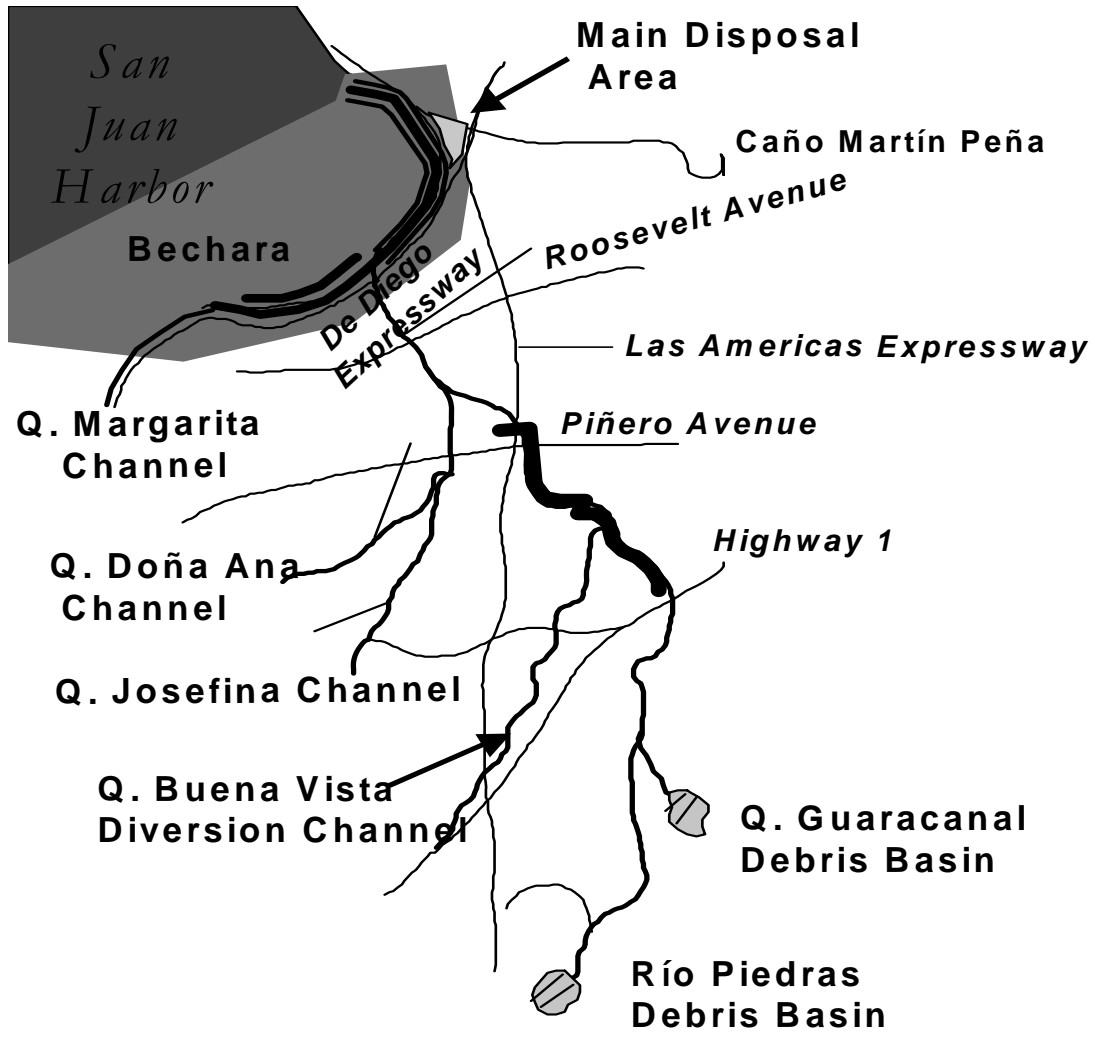 San
Juan
Harbor
Main Disposal
Area
Caño Martín Peña
Roosevelt Avenue
Bechara
De Diego
Expressway
Las Americas Expressway
Q. Margarita
Channel
Piñero Avenue
Highway 1
Q. Doña Ana
Channel
Q. Josefina Channel
Q. Buena Vista
Diversion Channel
Q. Guaracanal
Debris Basin
Río Piedras
Debris Basin